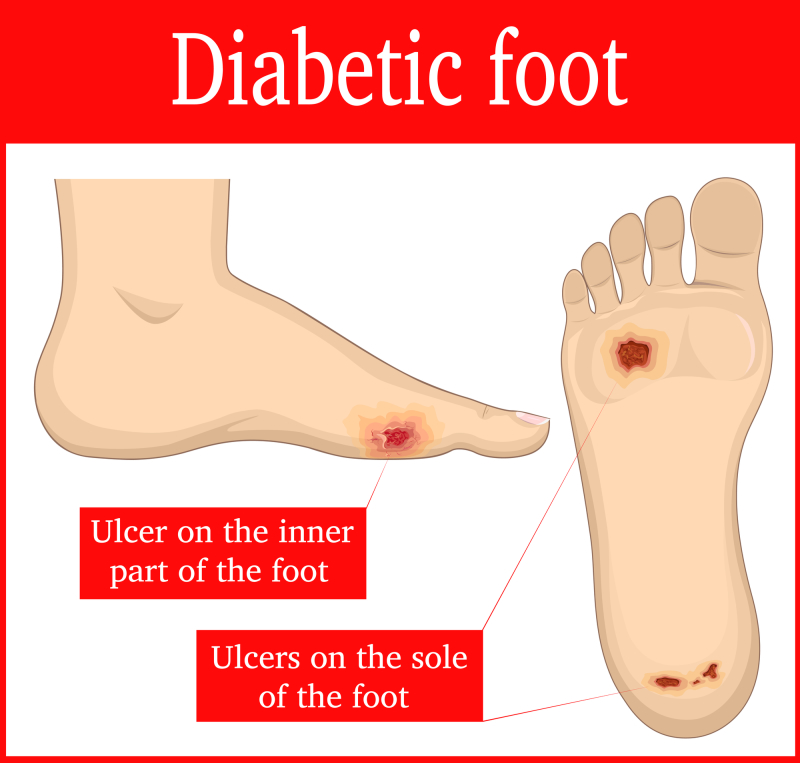 Diabetic foot
Ulcer on the inner
part of the foot
Ulcers on the sole
of the foot